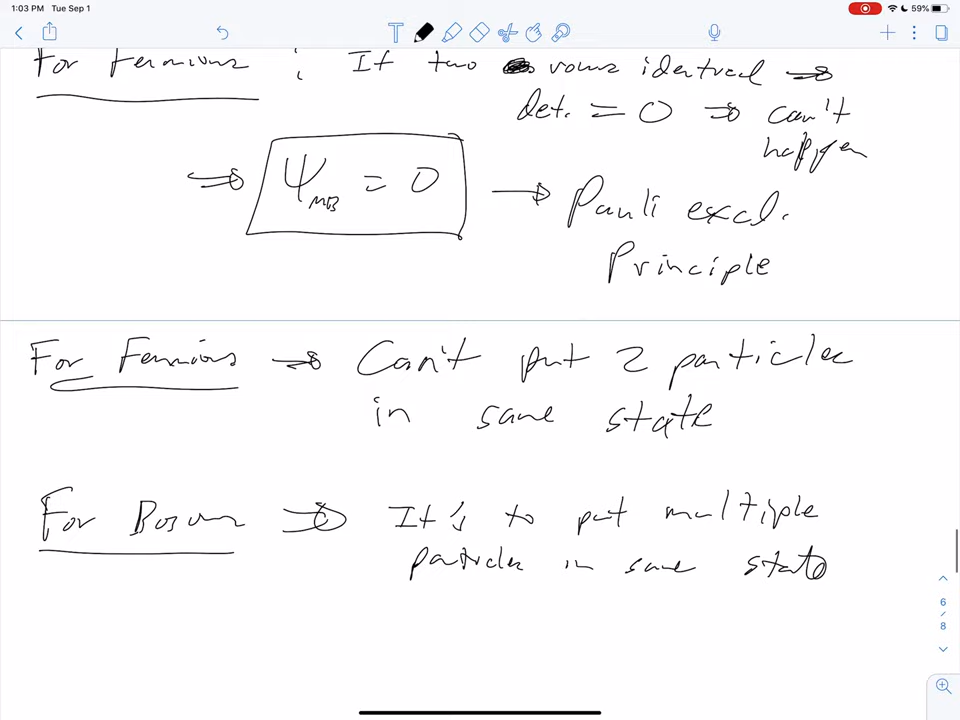 1:03 PM Tue Sep 1
59%
For Fermions : If two rows identical ⇒
det. = 0 ⇒ can't
happen
⇒ Ψ_MB = 0 → Pauli excl.
Principle
For Fermions ⇒ Can't put 2 particles
in same state
For Bosons ⇒ It's to put multiple
particles in same state
6
/
8